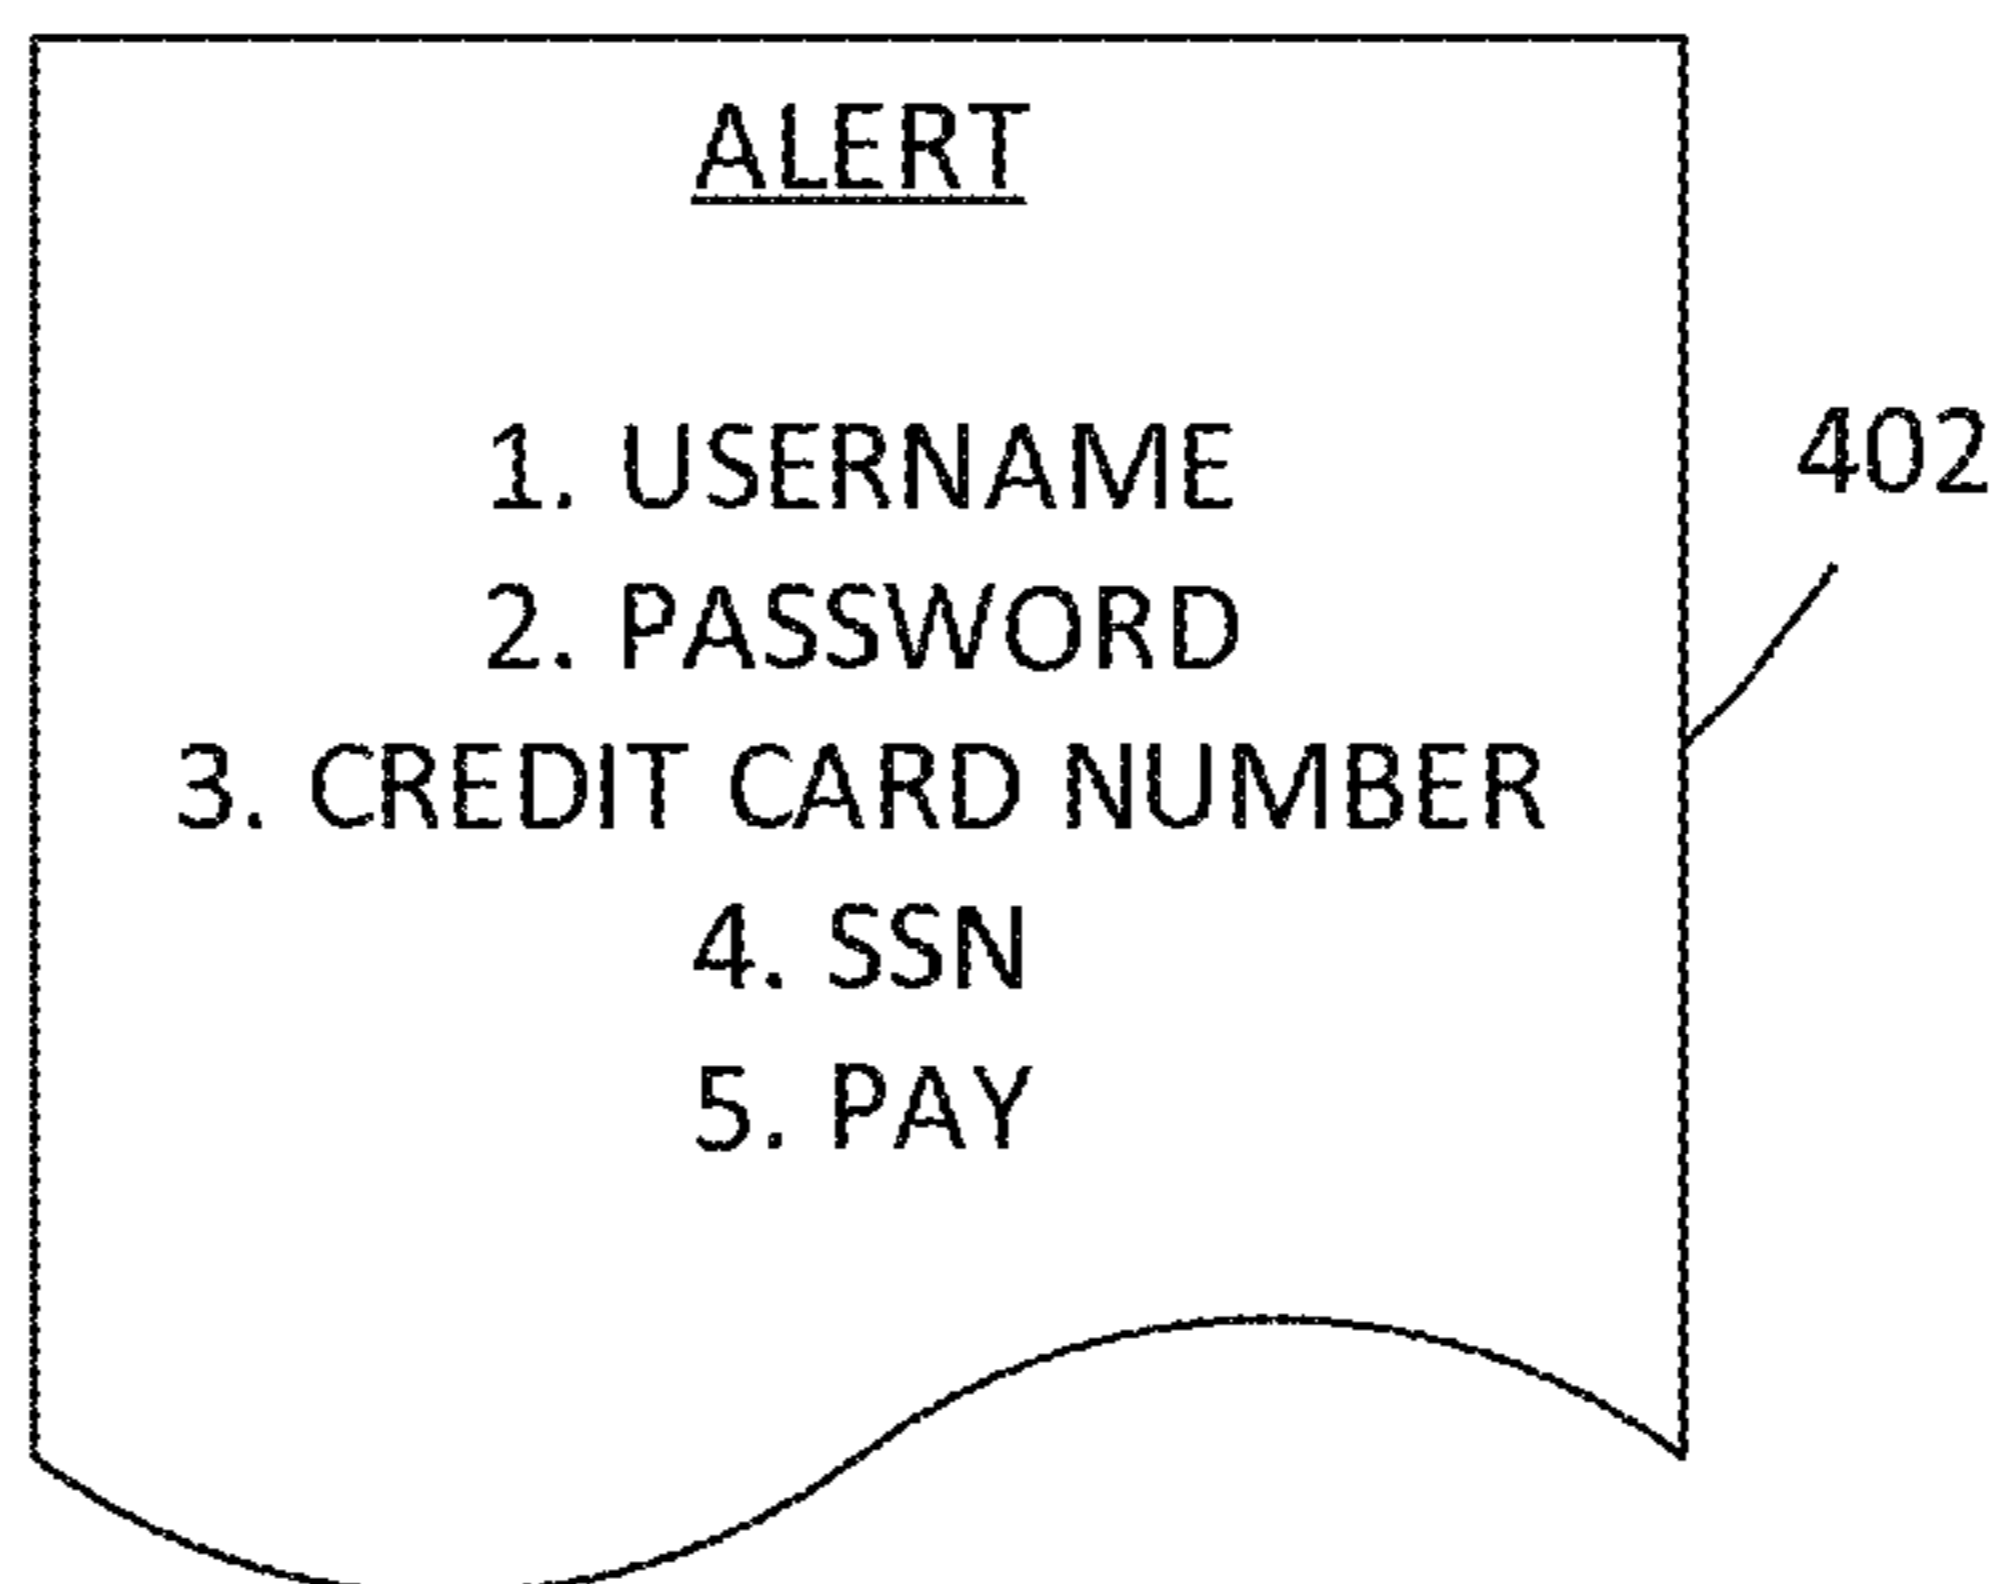 ALERT
1. USERNAME
402
2. PASSWORD
3. CREDIT CARD NUMBER
4. SSN
5. PAY